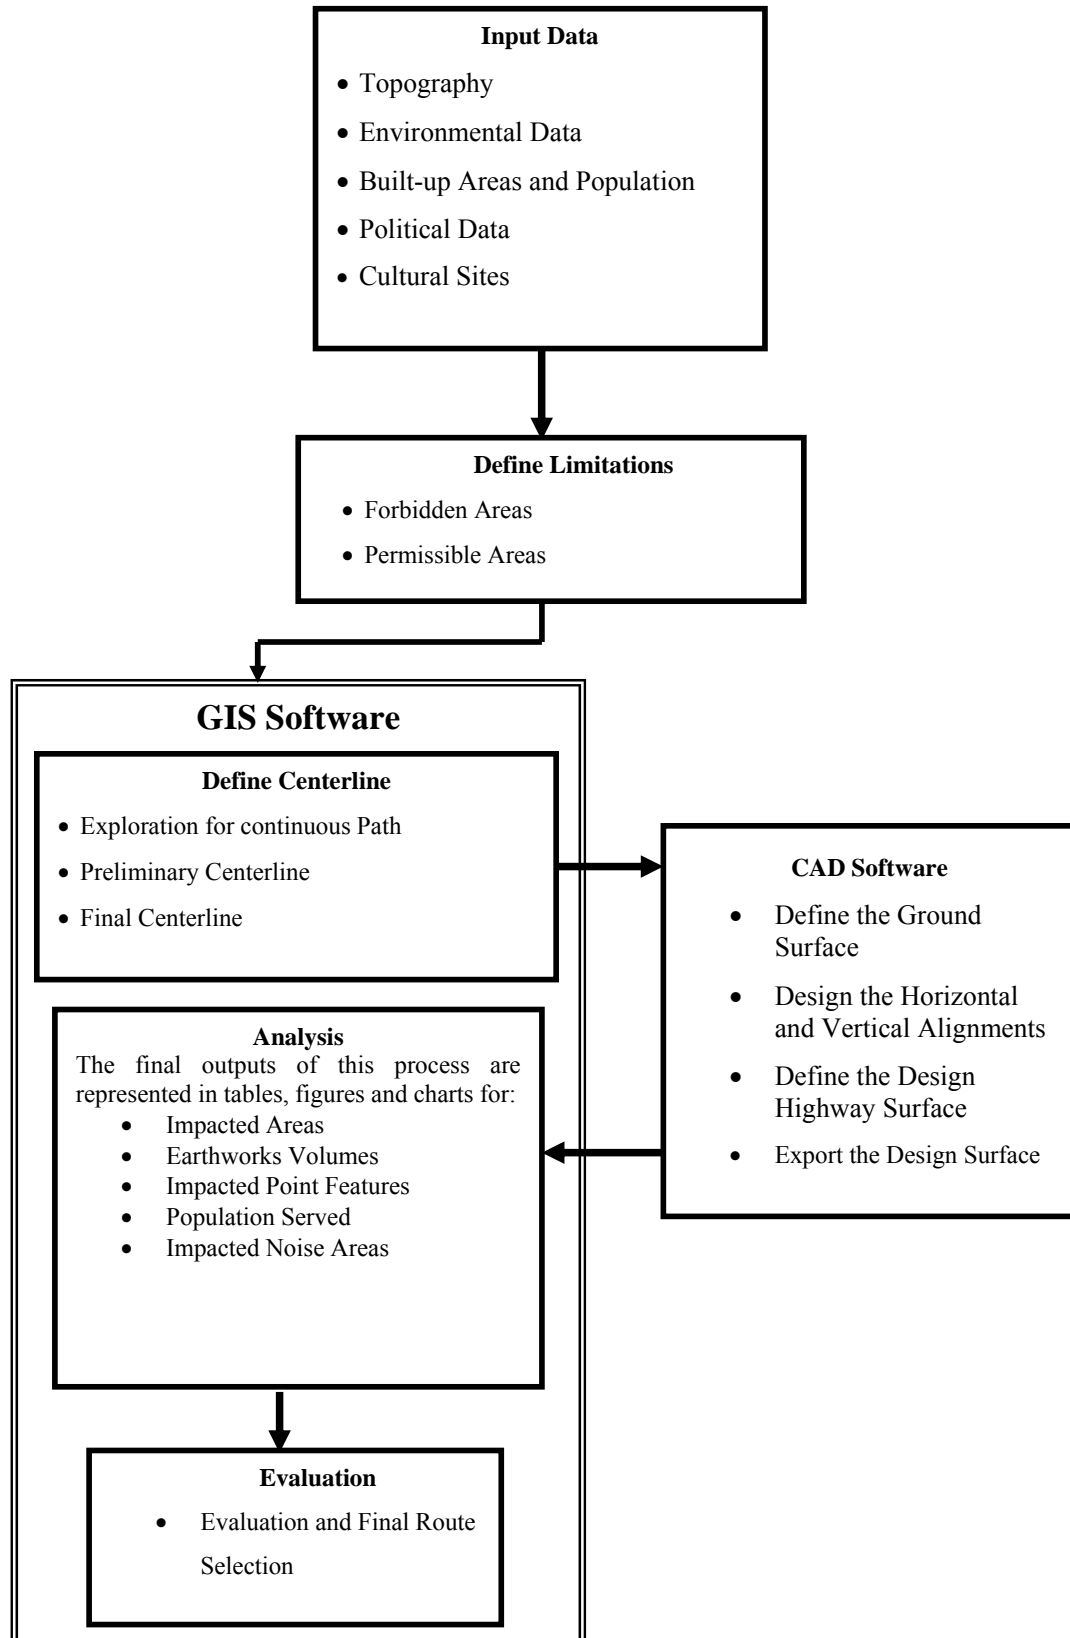 Input Data
• Topography
• Environmental Data
• Built-up Areas and Population
• Political Data
• Cultural Sites
Define Limitations
• Forbidden Areas
• Permissible Areas
GIS Software
Define Centerline
• Exploration for continuous Path
• Preliminary Centerline
• Final Centerline
CAD Software
• Define the Ground
Surface
• Design the Horizontal
and Vertical Alignments
• Define the Design
Highway Surface
• Export the Design Surface
Analysis
The final outputs of this process are
represented in tables, figures and charts for:
• Impacted Areas
• Earthworks Volumes
• Impacted Point Features
• Population Served
• Impacted Noise Areas
Evaluation
• Evaluation and Final Route
Selection